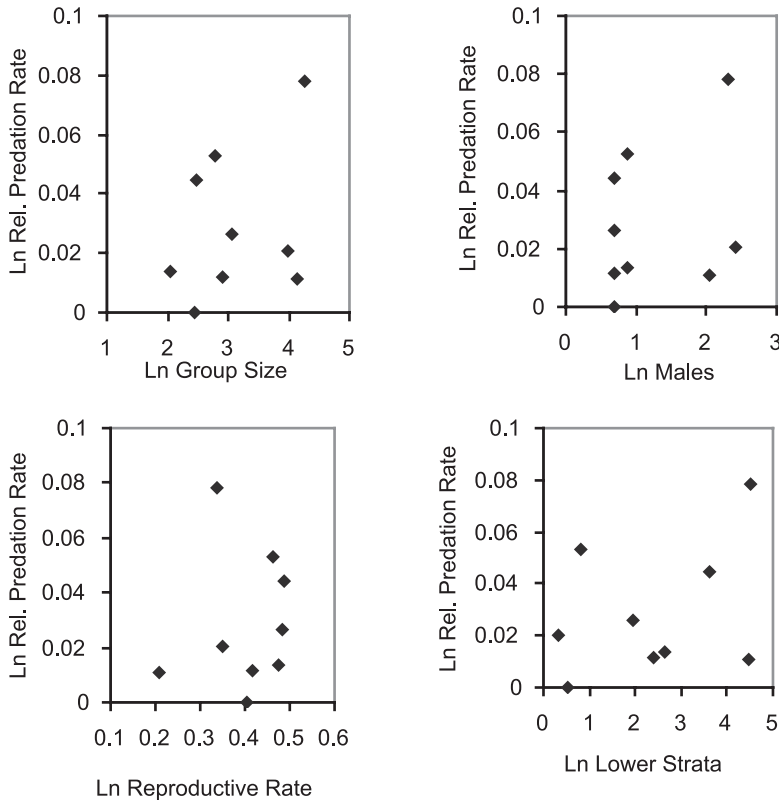 0.1
0.08
0.06
0.04
0.02
0
Ln Rel. Predation Rate
1 2 3 4 5
Ln Group Size
0.1
0.08
0.06
0.04
0.02
0
Ln Rel. Predation Rate
0 1 2 3
Ln Males
0.1
0.08
0.06
0.04
0.02
0
Ln Rel. Predation Rate
0.1 0.2 0.3 0.4 0.5 0.6
Ln Reproductive Rate
0.1
0.08
0.06
0.04
0.02
0
Ln Rel. Predation Rate
0 1 2 3 4 5
Ln Lower Strata